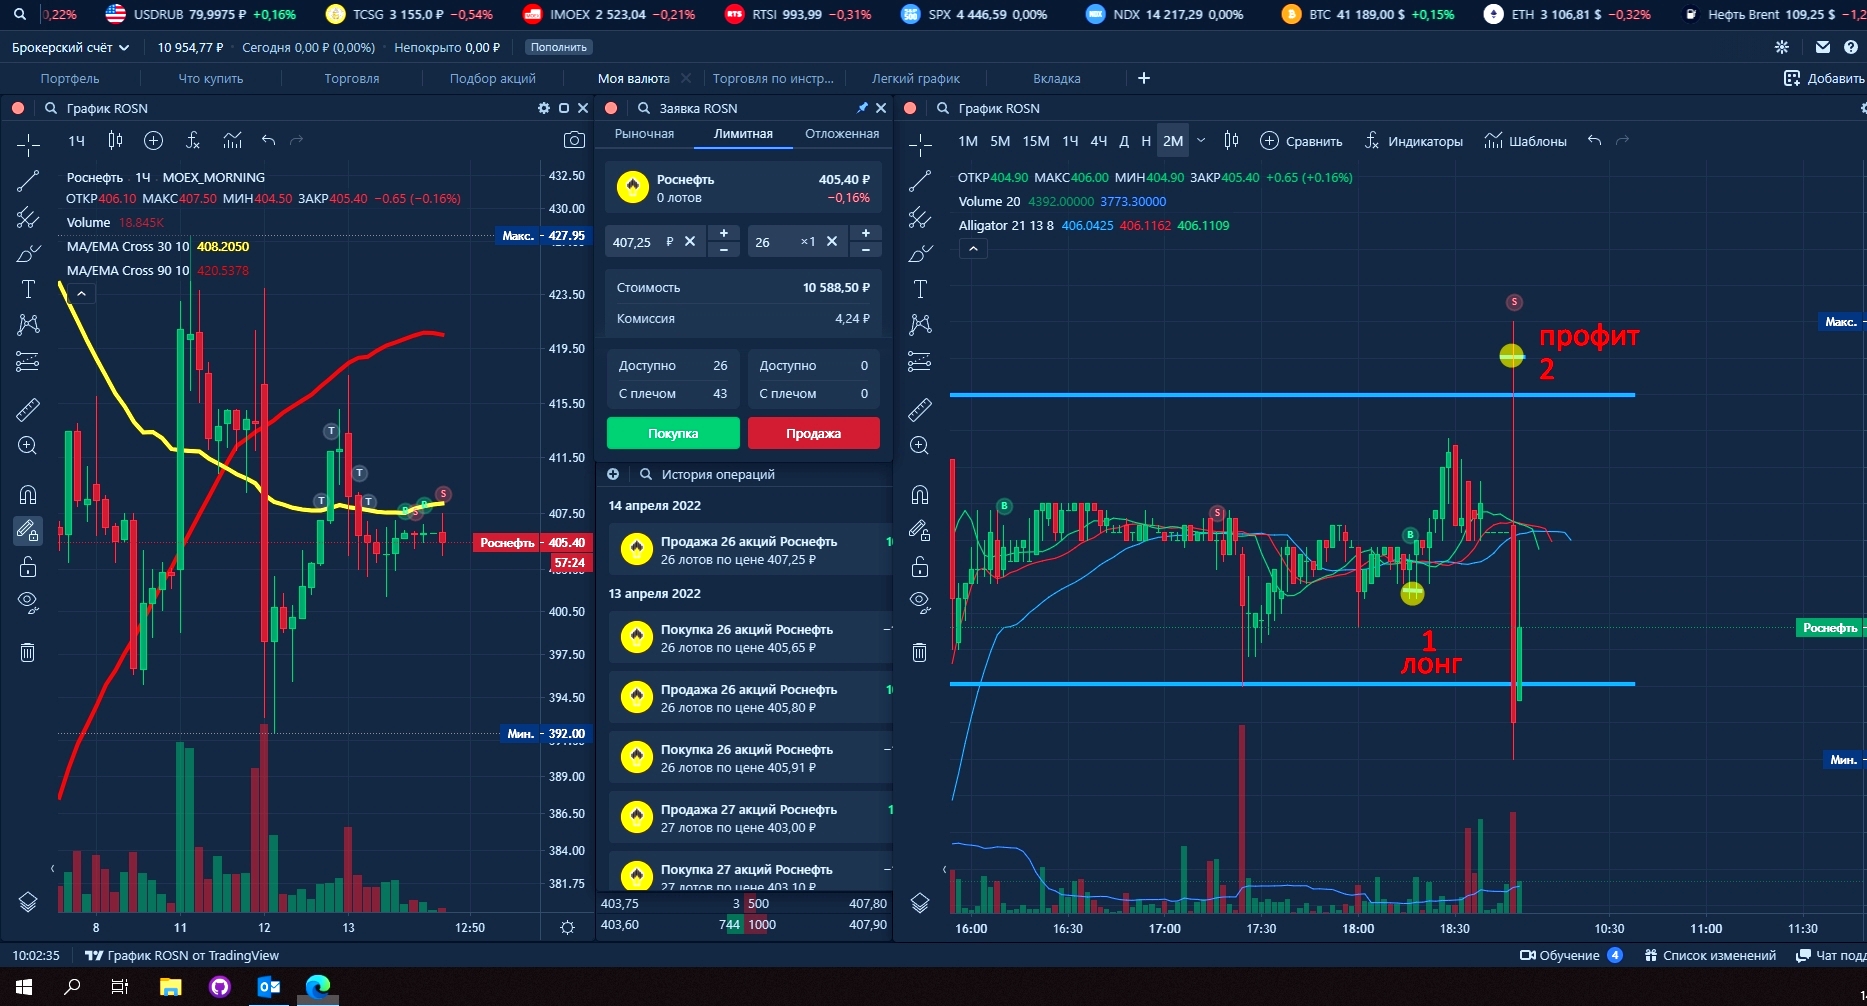 0,22%
USDRUB 79,9975 ₽ +0,16%
TCSG 3 155,0 ₽ −0,54%
IMOEX 2 523,04 −0,21%
RTS RTSI 993,99 −0,31%
SPX 4 446,59 0,00%
NDX 14 217,29 0,00%
BTC 41 189,00 $ +0,15%
ETH 3 106,81 $ −0,32%
Нефть Brent 109,25 $ −1,2
Брокерский счёт 10 954,77 ₽ · Сегодня 0,00 ₽ (0,00%) · Непокрыто 0,00 ₽ Пополнить
Портфель Что купить Торговля Подбор акций Моя валюта Торговля по инстр... Легкий график Вкладка + Добавить
График ROSN
1Ч
Роснефть · 1Ч · MOEX_MORNING
ОТКР406.10 МАКС407.50 МИН404.50 ЗАКР405.40 −0.65 (−0.16%)
Volume 18.845K
MA/EMA Cross 30 10 408.2050
MA/EMA Cross 90 10 420.5378
432.50
430.00
Макс. 427.95
423.50
419.50
415.50
411.50
407.50
Роснефть 405.40
57:24
400.50
397.50
394.50
Мин. 392.00
389.00
386.50
384.00
381.75
T
T
T
T
B
S
B
S
8 11 12 13 12:50
Заявка ROSN
Рыночная Лимитная Отложенная
Роснефть 405,40 ₽
0 лотов −0,16%
407,25 ₽ 26 ×1
Стоимость 10 588,50 ₽
Комиссия 4,24 ₽
Доступно 26 Доступно 0
С плечом 43 С плечом 0
Покупка Продажа
История операций
14 апреля 2022
Продажа 26 акций Роснефть
26 лотов по цене 407,25 ₽
13 апреля 2022
Покупка 26 акций Роснефть
26 лотов по цене 405,65 ₽
Продажа 26 акций Роснефть
26 лотов по цене 405,80 ₽
Покупка 26 акций Роснефть
26 лотов по цене 405,91 ₽
Продажа 27 акций Роснефть
27 лотов по цене 403,00 ₽
Покупка 27 акций Роснефть
27 лотов по цене 403,10 ₽
403,75 3 500 407,80
403,60 744 1000 407,90
График ROSN
1М 5М 15М 1Ч 4Ч Д Н 2М Сравнить Индикаторы Шаблоны
ОТКР404.90 МАКС406.00 МИН404.90 ЗАКР405.40 +0.65 (+0.16%)
Volume 20 4392.00000 3773.30000
Alligator 21 13 8 406.0425 406.1162 406.1109
S
Макс.
профит
2
B
S
B
Роснефть
1
лонг
Мин.
16:00 16:30 17:00 17:30 18:00 18:30 10:30 11:00 11:30
10:02:35 График ROSN от TradingView Обучение 4 Список изменений Чат подд